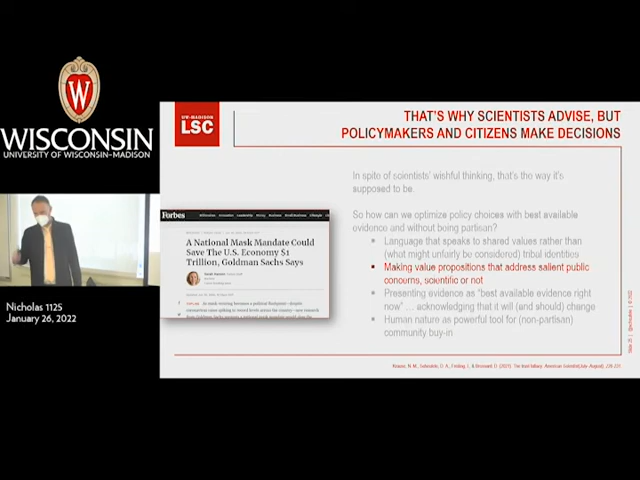 W
WISCONSIN
UNIVERSITY OF WISCONSIN–MADISON
Nicholas 1125
January 26, 2022
UW–MADISON
LSC
THAT'S WHY SCIENTISTS ADVISE, BUT
POLICYMAKERS AND CITIZENS MAKE DECISIONS
In spite of scientists' wishful thinking, that's the way it's
supposed to be.
So how can we optimize policy choices with best available
evidence and without being partisan?
Language that speaks to shared values rather than
(what might unfairly be considered) tribal identities
Making value propositions that address salient public
concerns, scientific or not
Presenting evidence as "best available evidence right
now" … acknowledging that it will (and should) change
Human nature as powerful tool for (non-partisan)
community buy-in
Forbes
A National Mask Mandate Could
Save The U.S. Economy $1
Trillion, Goldman Sachs Says